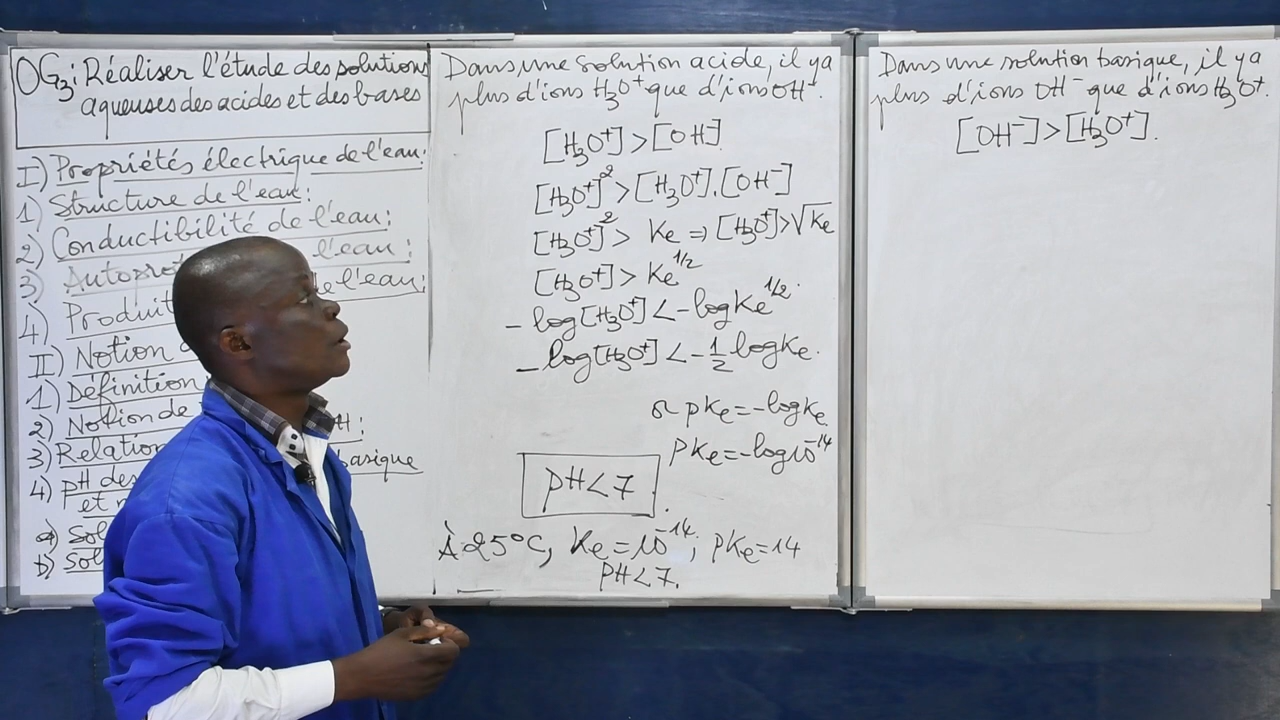 OG3: Réaliser l'étude des solutions
aqueuses des acides et des bases
I) Propriétés électrique de l'eau:
1) Structure de l'eau:
2) Conductibilité de l'eau:
3) l'eau:
4) Produit de l'eau:
II) Notion
1) Définition
2) Notion de
3) Relation
4) pH des basique
et
a)
b)
Dans une solution acide, il y a
plus d'ions H₃O⁺ que d'ions OH⁻.
[H₃O⁺] > [OH⁻].
[H₃O⁺]² > [H₃O⁺].[OH⁻]
[H₃O⁺]² > Ke ⇒ [H₃O⁺] > √Ke
[H₃O⁺] > Ke^1/2
- log[H₃O⁺] < - log Ke^1/2.
- log[H₃O⁺] < - 1/2 log Ke.
or pKe = - log Ke
pKe = - log 10⁻¹⁴
pH < 7.
À 25°C, Ke = 10⁻¹⁴; pKe = 14
pH < 7.
Dans une solution basique, il y a
plus d'ions OH⁻ que d'ions H₃O⁺.
[OH⁻] > [H₃O⁺].